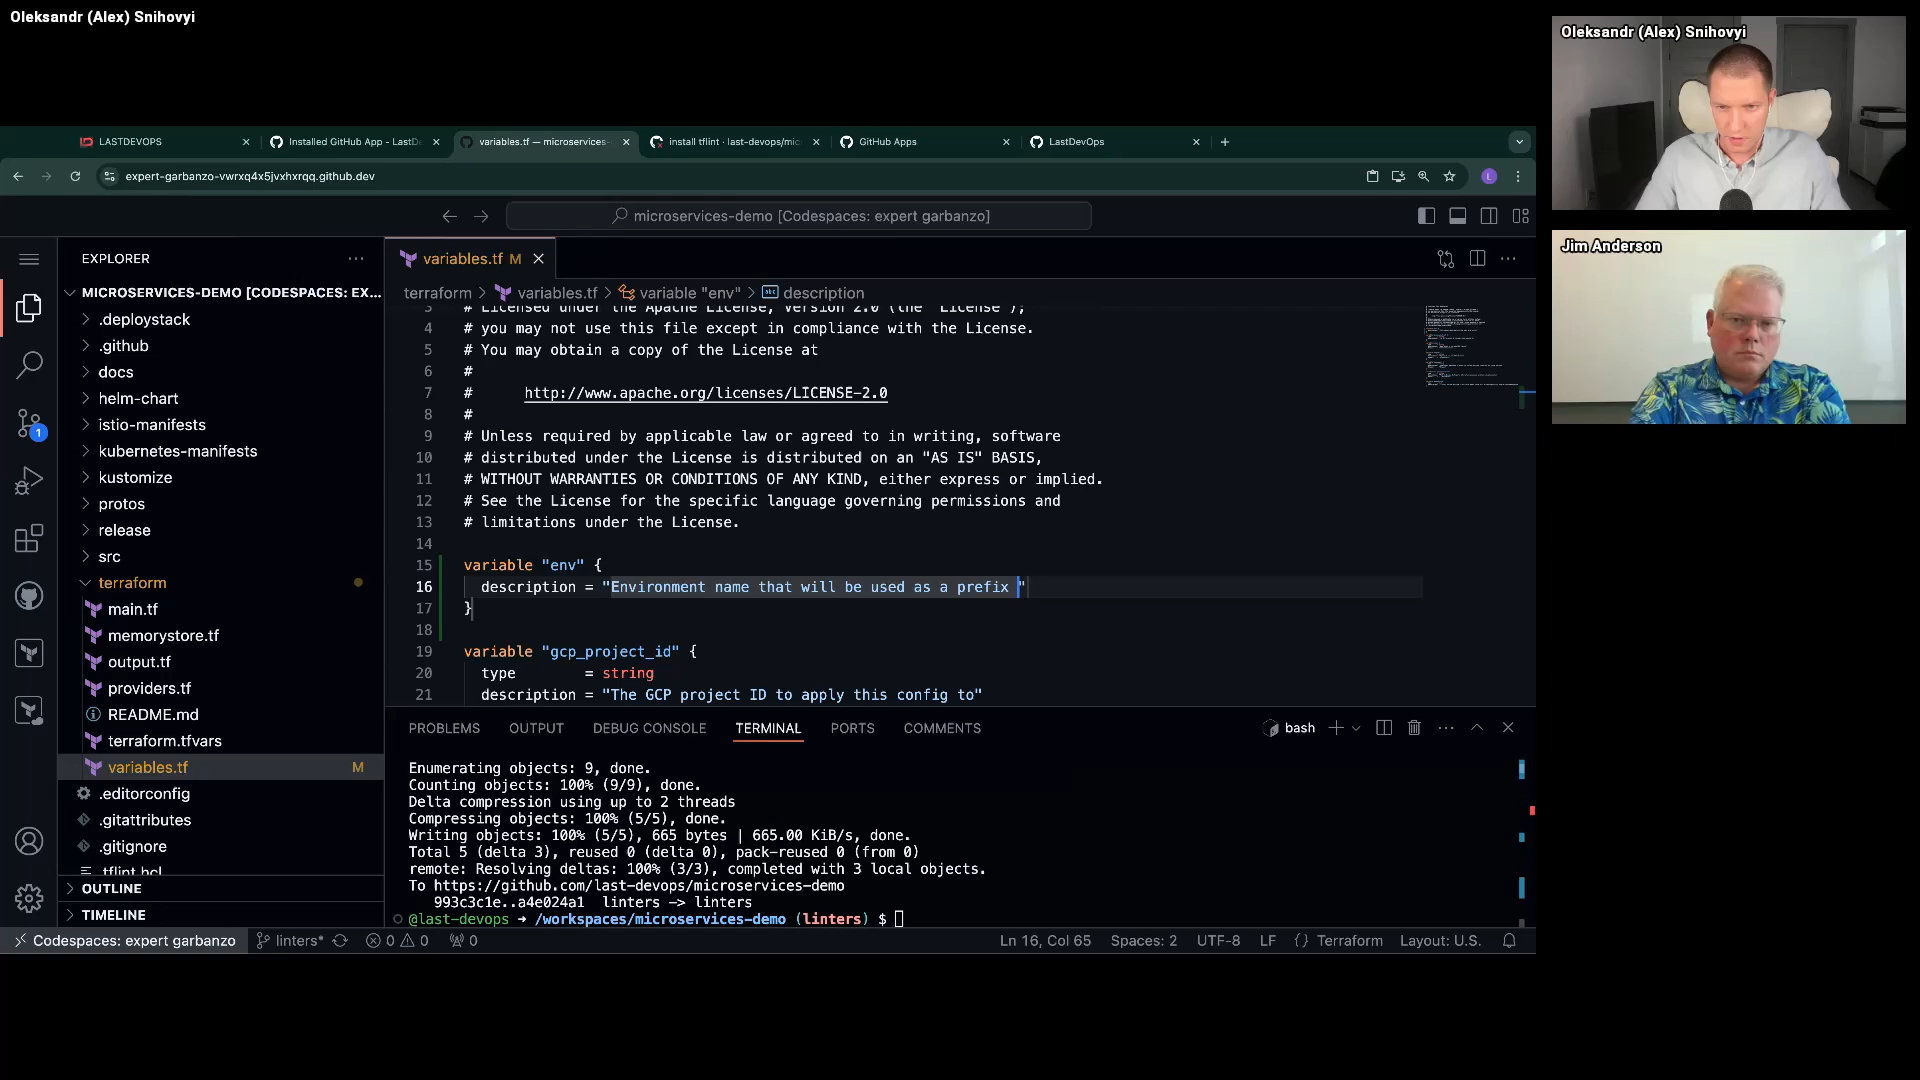 Oleksandr (Alex) Snihovyi
Oleksandr (Alex) Snihovyi
Jim Anderson
LASTDEVOPS
Installed GitHub App - LastDe
variables.tf — microservices-
install tflint · last-devops/mic
GitHub Apps
LastDevOps
expert-garbanzo-vwrxq4x5jvxhxrqq.github.dev
L
microservices-demo [Codespaces: expert garbanzo]
EXPLORER
MICROSERVICES-DEMO [CODESPACES: EX...
.deploystack
.github
docs
helm-chart
istio-manifests
kubernetes-manifests
kustomize
protos
release
src
terraform
main.tf
memorystore.tf
output.tf
providers.tf
README.md
terraform.tfvars
variables.tf M
.editorconfig
.gitattributes
.gitignore
.tflint.hcl
OUTLINE
TIMELINE
1
variables.tf M
terraform > variables.tf > variable "env" > description
3 # Licensed under the Apache License, Version 2.0 (the "License");
4 # you may not use this file except in compliance with the License.
5 # You may obtain a copy of the License at
6 #
7 # http://www.apache.org/licenses/LICENSE-2.0
8 #
9 # Unless required by applicable law or agreed to in writing, software
10 # distributed under the License is distributed on an "AS IS" BASIS,
11 # WITHOUT WARRANTIES OR CONDITIONS OF ANY KIND, either express or implied.
12 # See the License for the specific language governing permissions and
13 # limitations under the License.
14
15 variable "env" {
16 description = "Environment name that will be used as a prefix "
17 }
18
19 variable "gcp_project_id" {
20 type = string
21 description = "The GCP project ID to apply this config to"
PROBLEMS OUTPUT DEBUG CONSOLE TERMINAL PORTS COMMENTS
bash
Enumerating objects: 9, done.
Counting objects: 100% (9/9), done.
Delta compression using up to 2 threads
Compressing objects: 100% (5/5), done.
Writing objects: 100% (5/5), 665 bytes | 665.00 KiB/s, done.
Total 5 (delta 3), reused 0 (delta 0), pack-reused 0 (from 0)
remote: Resolving deltas: 100% (3/3), completed with 3 local objects.
To https://github.com/last-devops/microservices-demo
993c3c1e..a4e024a1 linters -> linters
@last-devops → /workspaces/microservices-demo (linters) $
Codespaces: expert garbanzo linters* 0 0 0 Ln 16, Col 65 Spaces: 2 UTF-8 LF {} Terraform Layout: U.S.